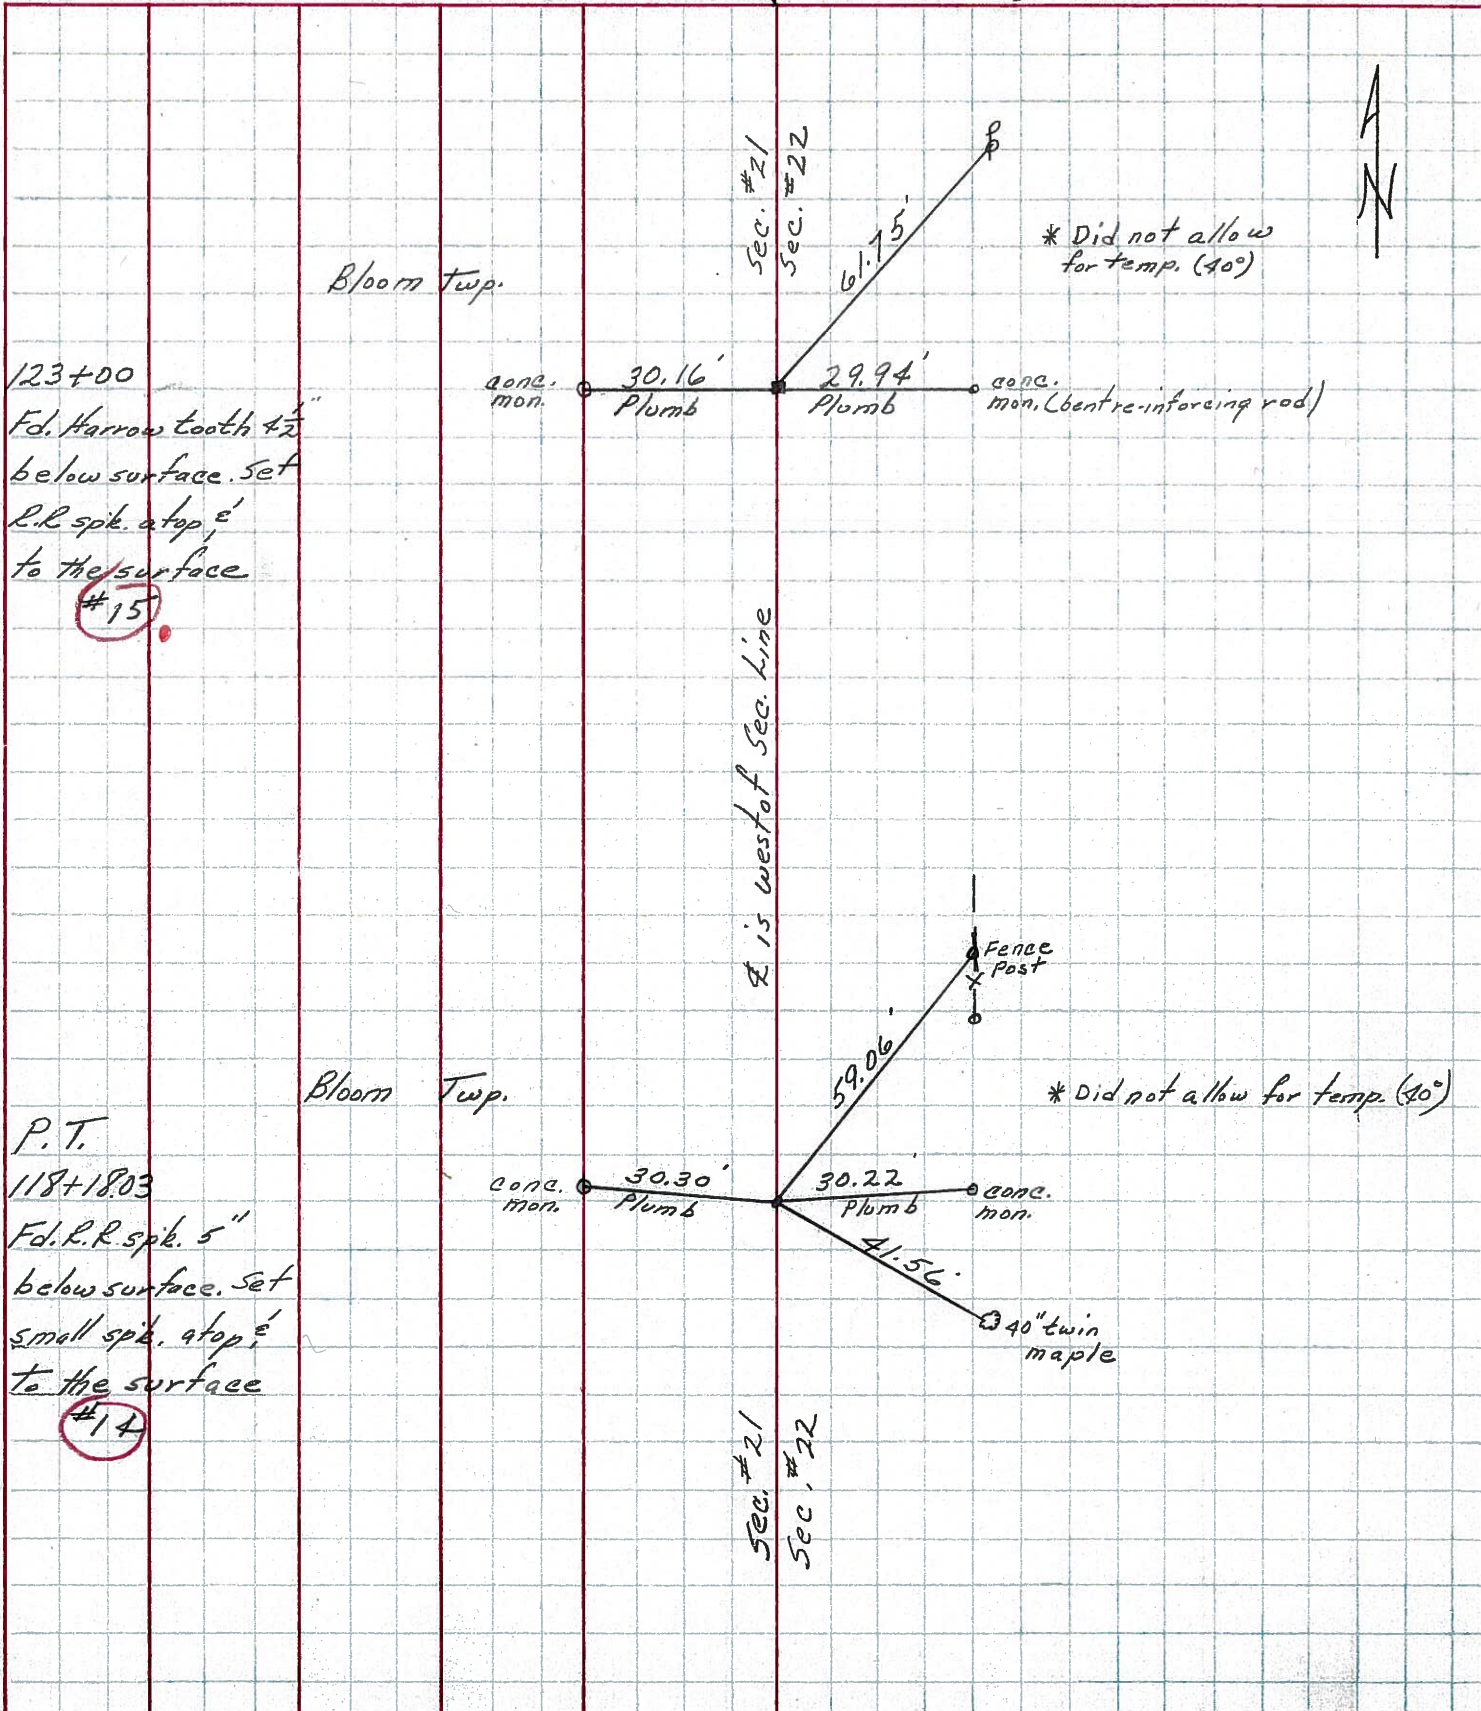 N
Sec. #21
Sec. #22
61.75'
* Did not allow
for temp. (40°)
Bloom Twp.
123+00
Fd. Harrow tooth 4½"
below surface. Set
R.R spk. atop &
to the surface
#15
conc.
mon.
30.16'
Plumb
29.94'
Plumb
conc.
mon. (bent re-inforcing rod)
℄ is west of Sec. Line
Fence
Post
x
59.06'
Bloom Twp.
* Did not allow for temp. (40°)
P.T.
118+18.03
Fd. R.R spk. 5"
below surface. Set
small spk. atop &
to the surface
#14
conc.
mon.
30.30'
Plumb
30.22'
Plumb
conc.
mon.
41.56'
40" twin
maple
Sec. #21
Sec. #22